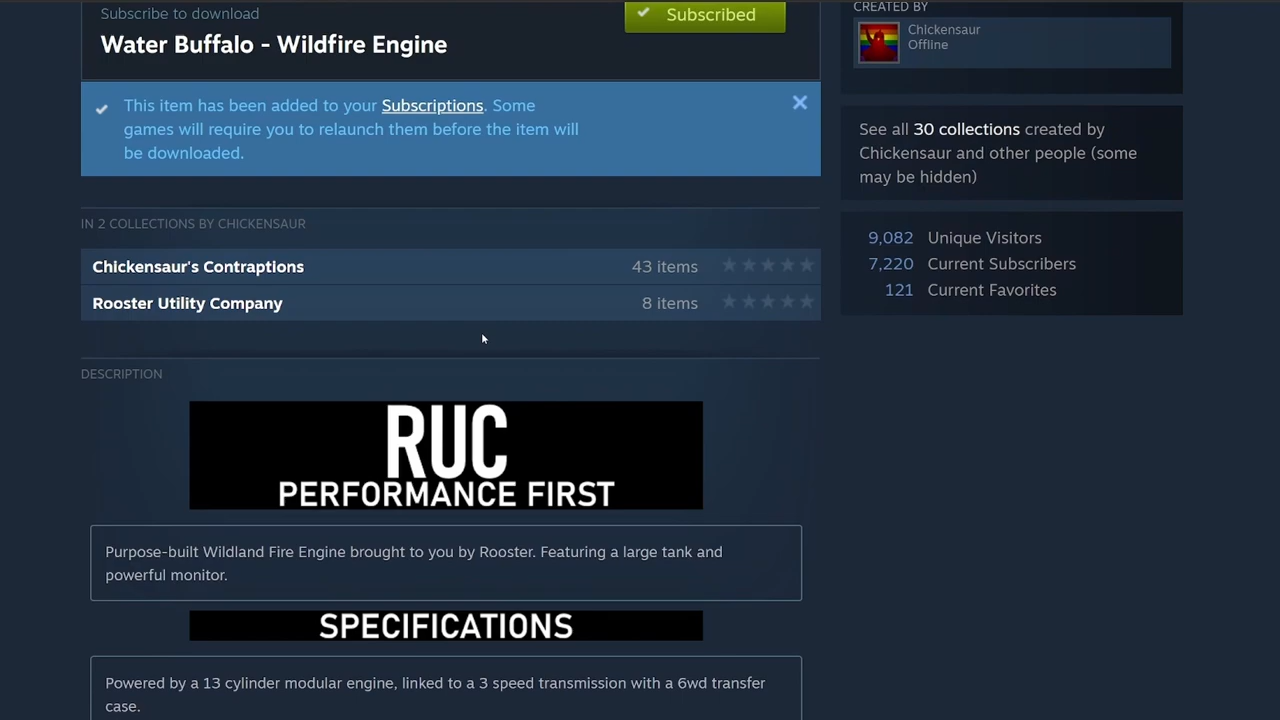 Subscribe to download
Subscribed
Water Buffalo - Wildfire Engine
This item has been added to your Subscriptions. Some
games will require you to relaunch them before the item will
be downloaded.
IN 2 COLLECTIONS BY CHICKENSAUR
Chickensaur's Contraptions 43 items
Rooster Utility Company 8 items
DESCRIPTION
RUC
PERFORMANCE FIRST
Purpose-built Wildland Fire Engine brought to you by Rooster. Featuring a large tank and
powerful monitor.
SPECIFICATIONS
Powered by a 13 cylinder modular engine, linked to a 3 speed transmission with a 6wd transfer
case.
CREATED BY
Chickensaur
Offline
See all 30 collections created by
Chickensaur and other people (some
may be hidden)
9,082 Unique Visitors
7,220 Current Subscribers
121 Current Favorites